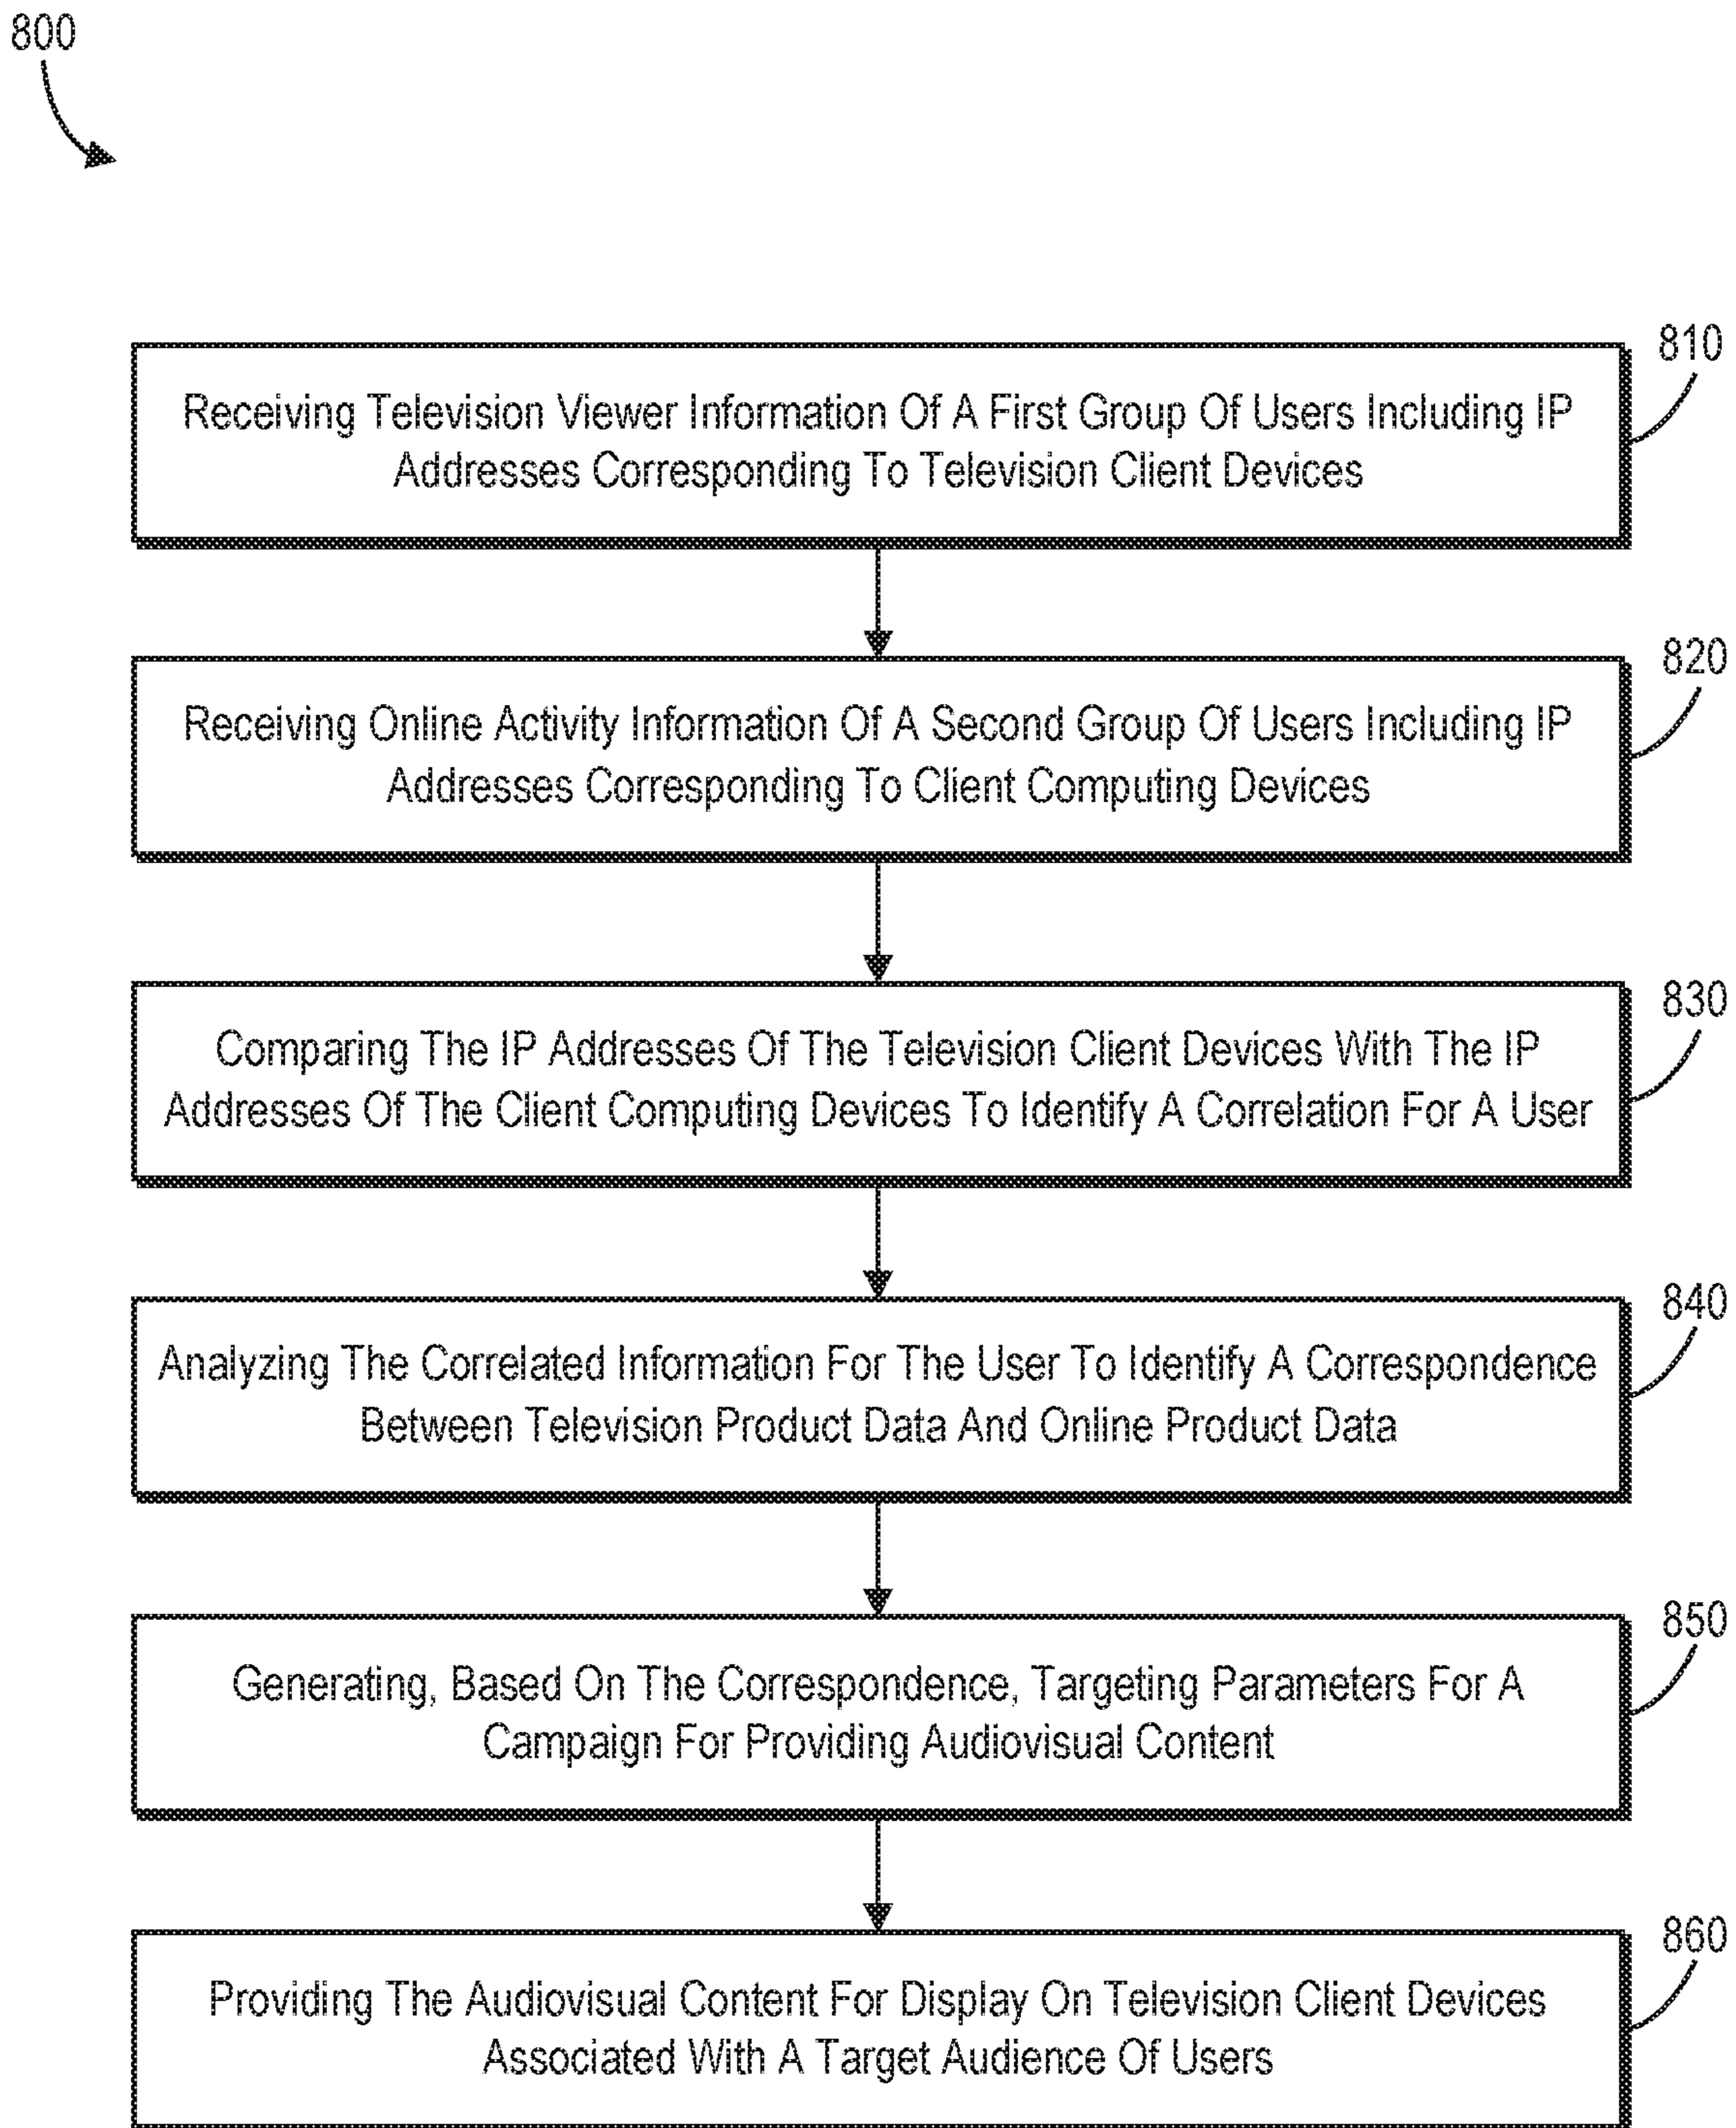 800
810
Receiving Television Viewer Information Of A First Group Of Users Including IP
Addresses Corresponding To Television Client Devices
820
Receiving Online Activity Information Of A Second Group Of Users Including IP
Addresses Corresponding To Client Computing Devices
830
Comparing The IP Addresses Of The Television Client Devices With The IP
Addresses Of The Client Computing Devices To Identify A Correlation For A User
840
Analyzing The Correlated Information For The User To Identify A Correspondence
Between Television Product Data And Online Product Data
850
Generating, Based On The Correspondence, Targeting Parameters For A
Campaign For Providing Audiovisual Content
860
Providing The Audiovisual Content For Display On Television Client Devices
Associated With A Target Audience Of Users